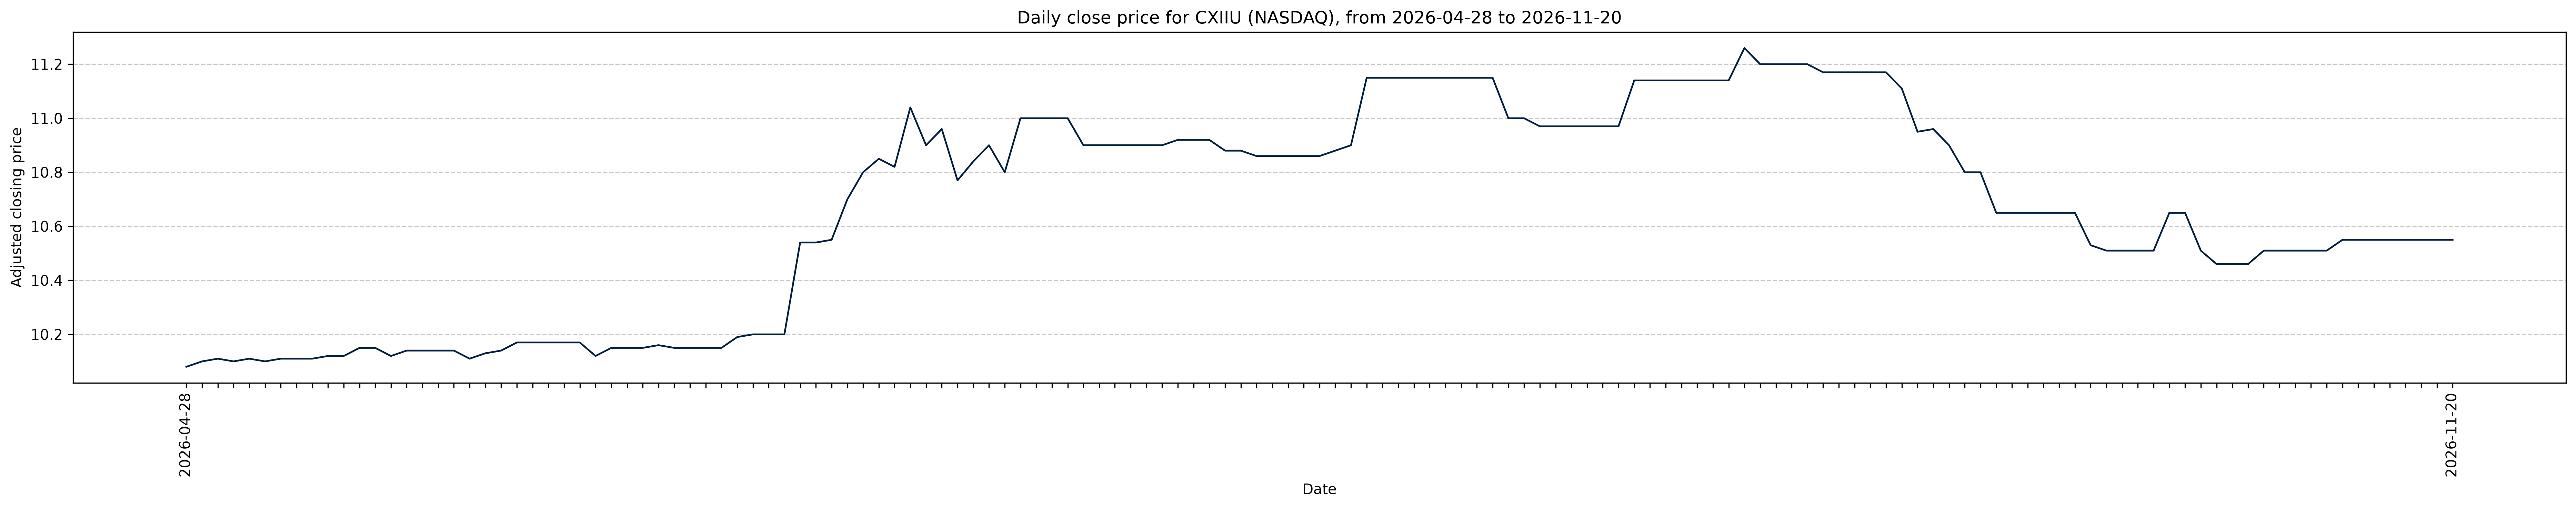 Daily close price for CXIIU (NASDAQ), from 2026-04-28 to 2026-11-20
Adjusted closing price
11.2
11.0
10.8
10.6
10.4
10.2
2026-04-28
2026-11-20
Date